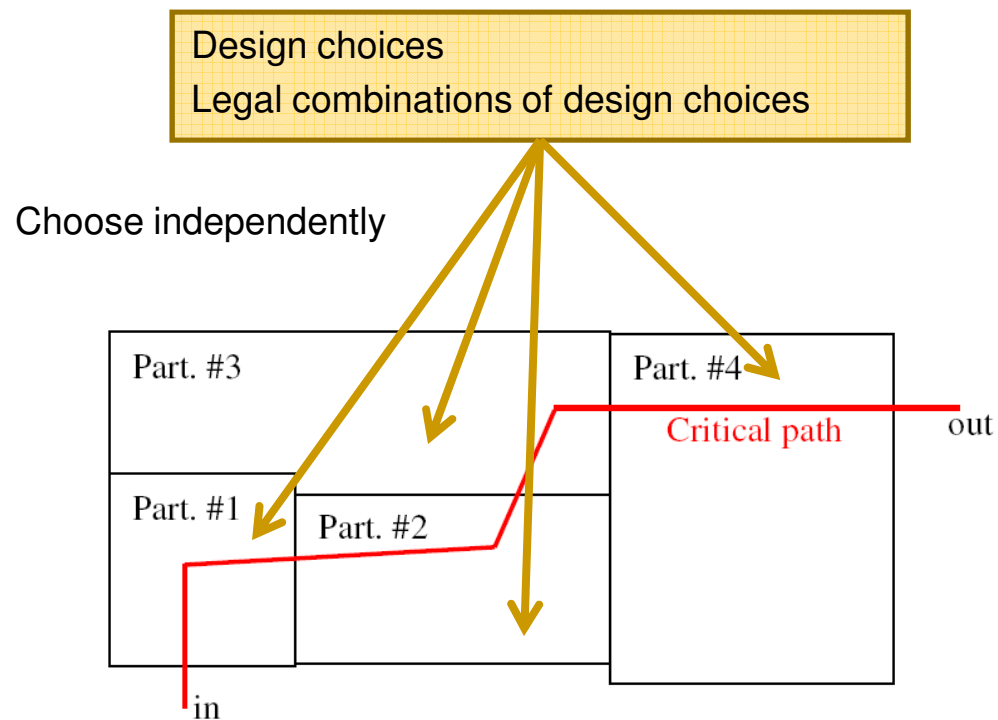 Design choices
Legal combinations of design choices
Choose independently
Part. #3
Part. #4
Critical path
out
Part. #1
Part. #2
in